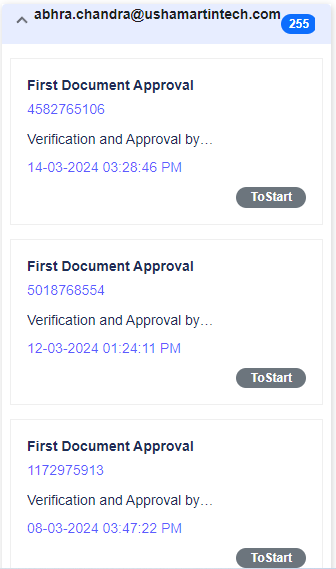 abhra.chandra@ushamartintech.com
255
First Document Approval
4582765106
Verification and Approval by…
14-03-2024 03:28:46 PM
ToStart
First Document Approval
5018768554
Verification and Approval by…
12-03-2024 01:24:11 PM
ToStart
First Document Approval
1172975913
Verification and Approval by…
08-03-2024 03:47:22 PM
ToStart